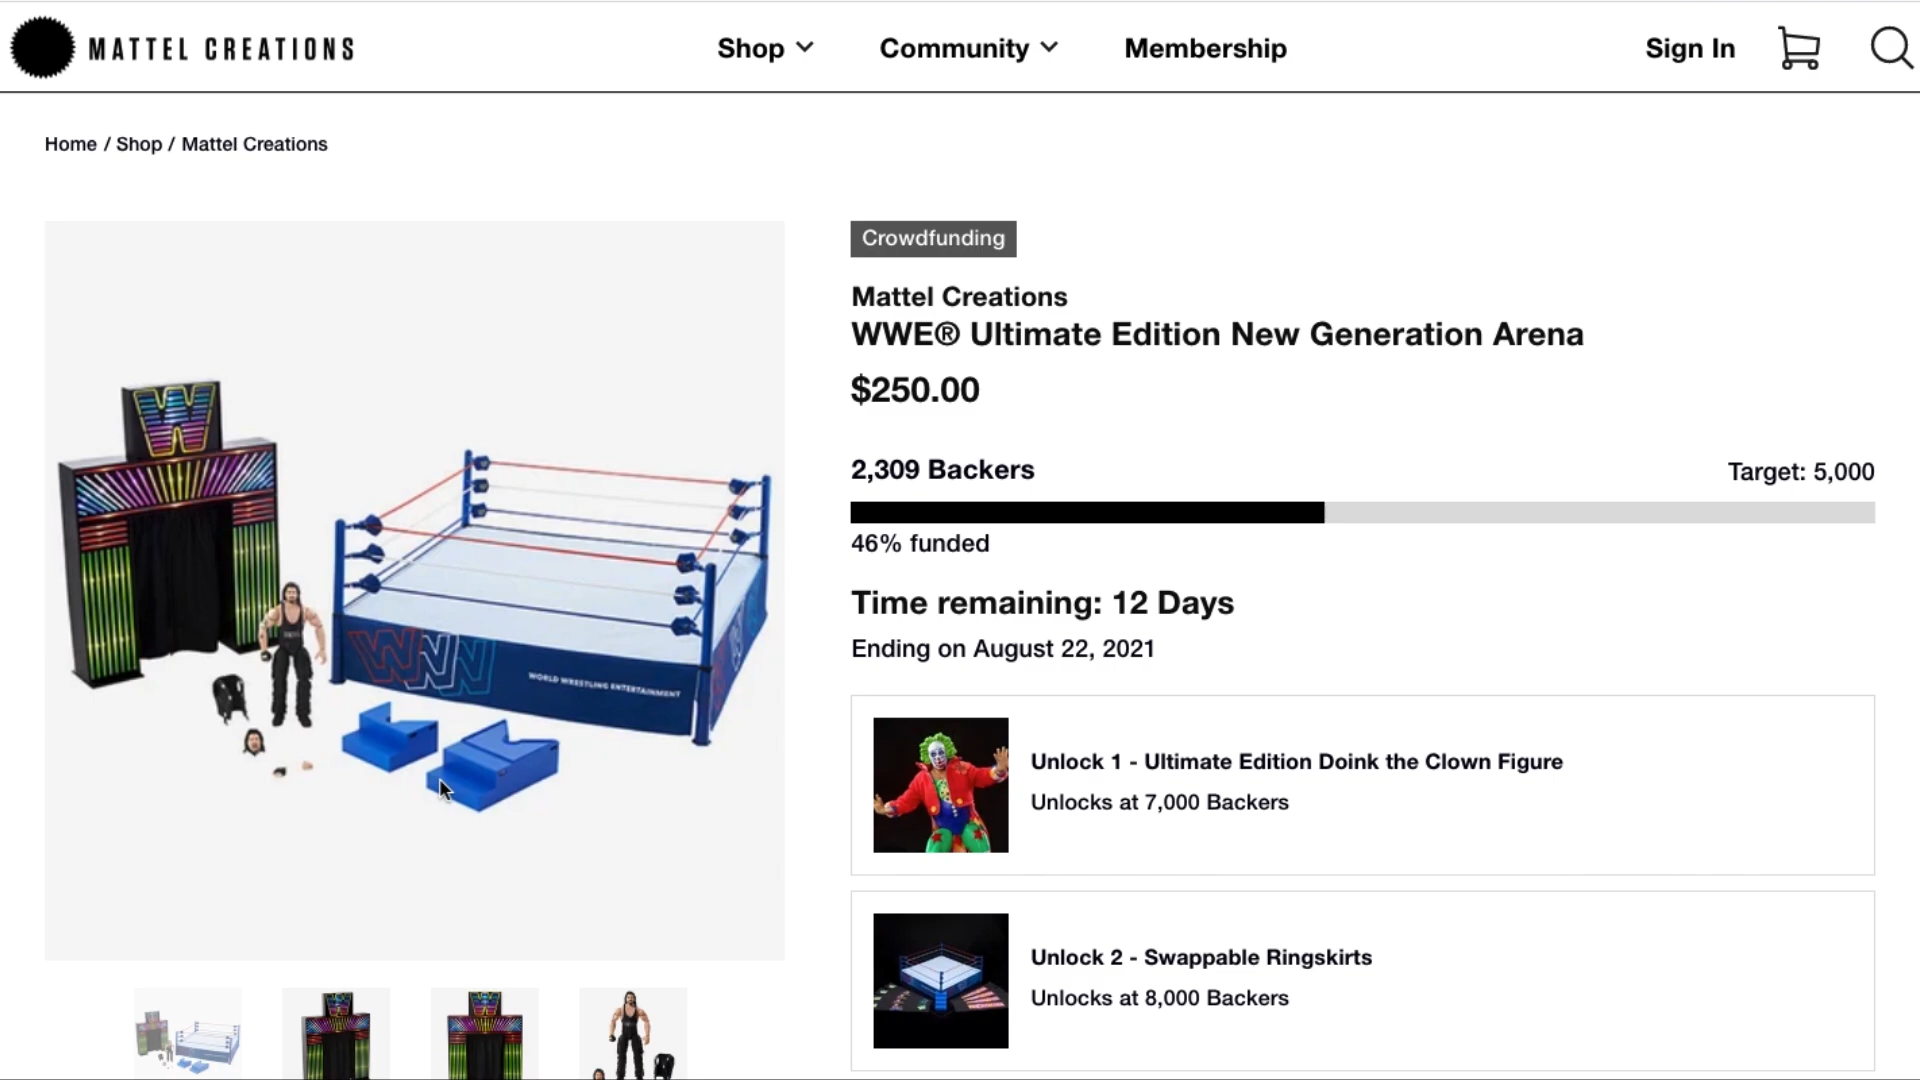 MATTEL CREATIONS
Shop
Community
Membership
Sign In
Home / Shop / Mattel Creations
Crowdfunding
Mattel Creations
WWE® Ultimate Edition New Generation Arena
$250.00
2,309 Backers
Target: 5,000
46% funded
Time remaining: 12 Days
Ending on August 22, 2021
WORLD WRESTLING ENTERTAINMENT
Unlock 1 - Ultimate Edition Doink the Clown Figure
Unlocks at 7,000 Backers
Unlock 2 - Swappable Ringskirts
Unlocks at 8,000 Backers